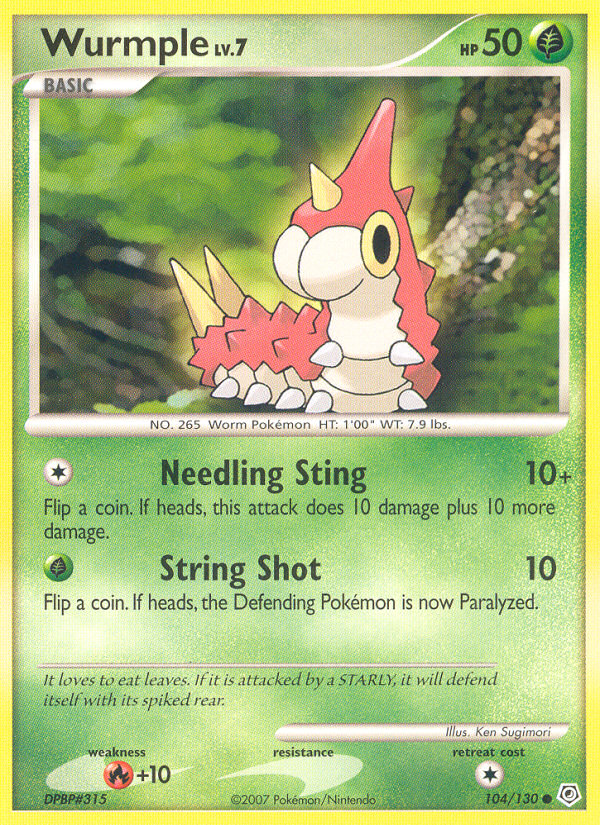 Wurmple LV.7 HP 50
BASIC
NO. 265 Worm Pokémon HT: 1'00" WT: 7.9 lbs.
Needling Sting 10+
Flip a coin. If heads, this attack does 10 damage plus 10 more
damage.
String Shot 10
Flip a coin. If heads, the Defending Pokémon is now Paralyzed.
It loves to eat leaves. If it is attacked by a STARLY, it will defend
itself with its spiked rear.
Illus. Ken Sugimori
weakness resistance retreat cost
+10
DPBP#315 ©2007 Pokémon/Nintendo 104/130